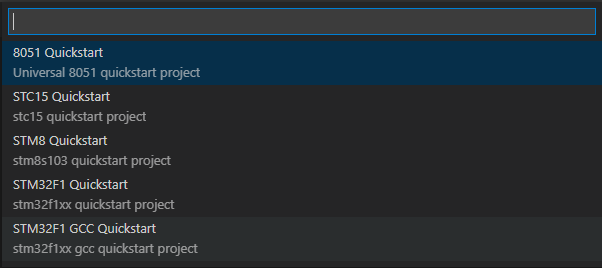 8051 Quickstart
Universal 8051 quickstart project
STC15 Quickstart
stc15 quickstart project
STM8 Quickstart
stm8s103 quickstart project
STM32F1 Quickstart
stm32f1xx quickstart project
STM32F1 GCC Quickstart
stm32f1xx gcc quickstart project